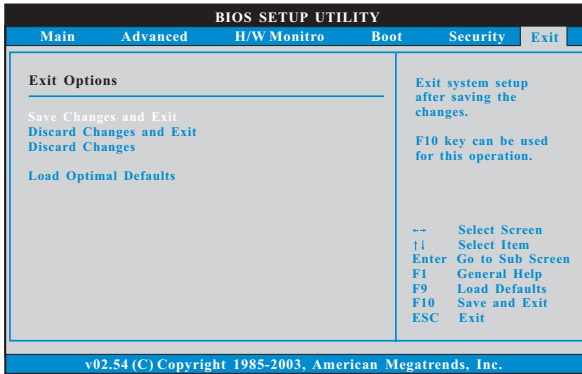 BIOS SETUP UTILITY
Main Advanced H/W Monitro Boot Security Exit
Exit Options
Save Changes and Exit
Discard Changes and Exit
Discard Changes
Load Optimal Defaults
Exit system setup
after saving the
changes.
F10 key can be used
for this operation.
←→ Select Screen
↑↓ Select Item
Enter Go to Sub Screen
F1 General Help
F9 Load Defaults
F10 Save and Exit
ESC Exit
v02.54 (C) Copyright 1985-2003, American Megatrends, Inc.